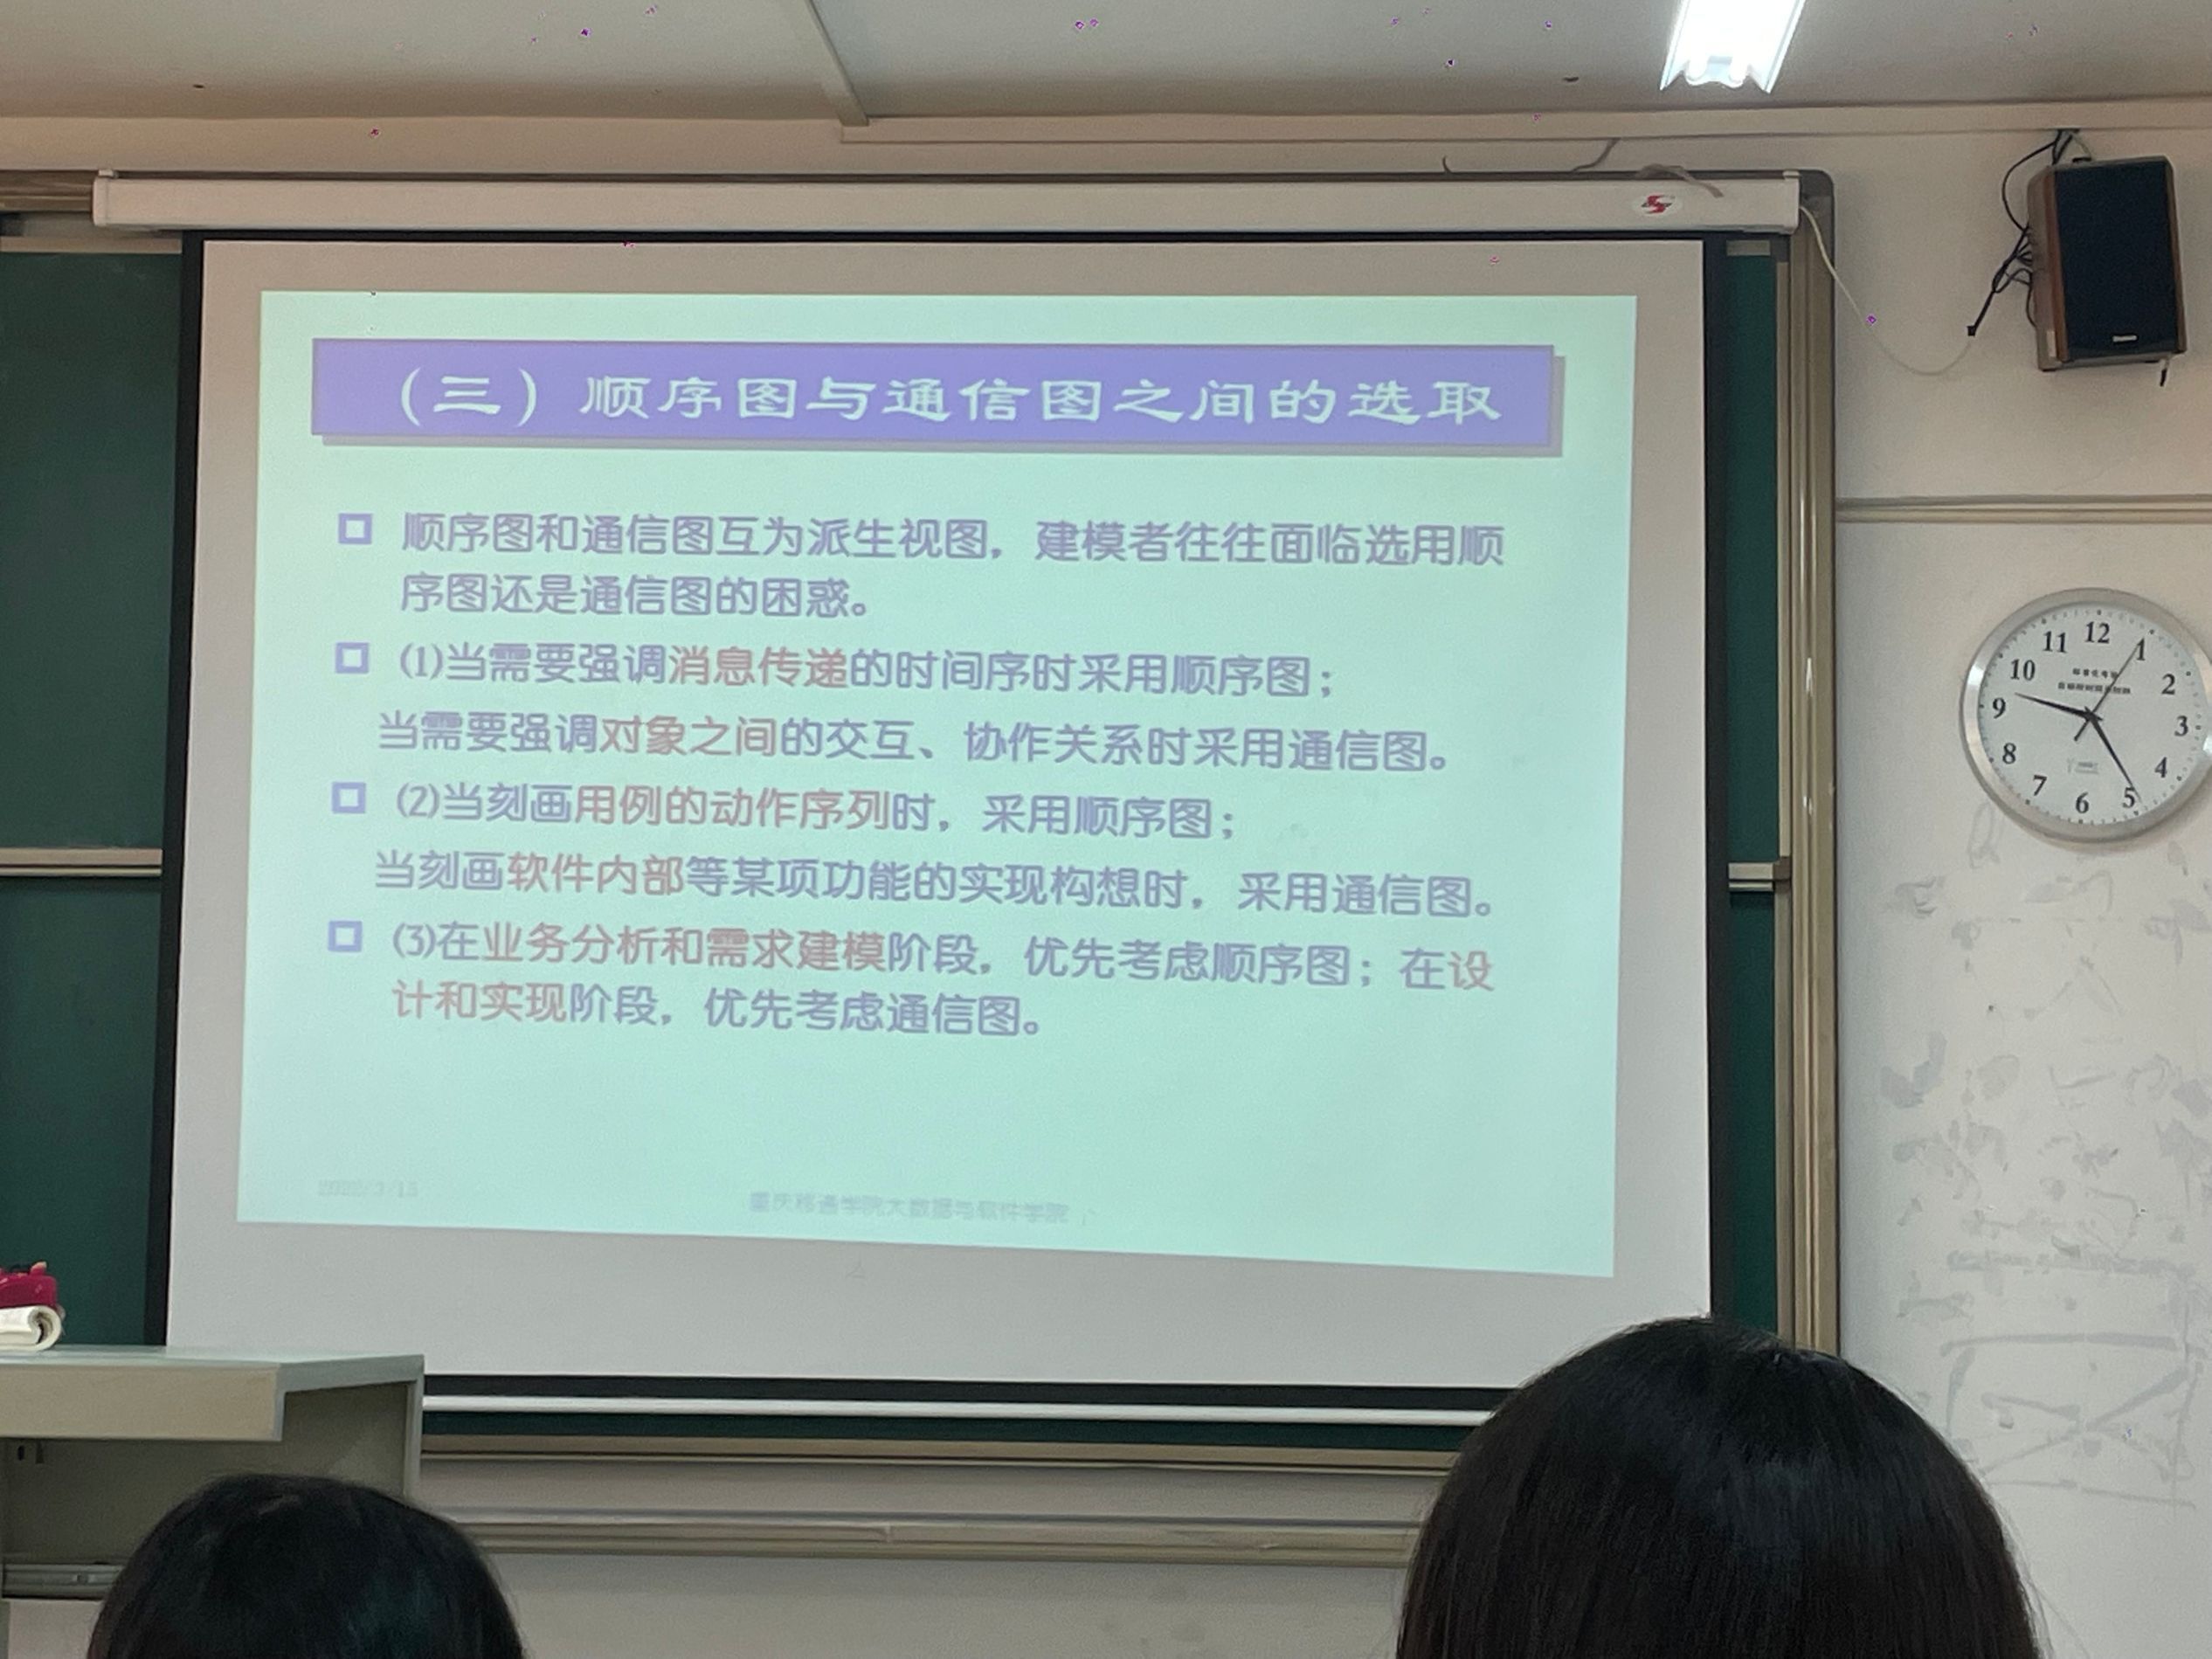 (三) 顺序图与通信图之间的选取
顺序图和通信图互为派生视图，建模者往往面临选用顺
序图还是通信图的困惑。
(1)当需要强调消息传递的时间序时采用顺序图；
当需要强调对象之间的交互、协作关系时采用通信图。
(2)当刻画用例的动作序列时，采用顺序图；
当刻画软件内部等某项功能的实现构想时，采用通信图。
(3)在业务分析和需求建模阶段，优先考虑顺序图；在设
计和实现阶段，优先考虑通信图。
重庆移通学院大数据与软件学院
12
1
2
3
4
5
6
7
8
9
10
11